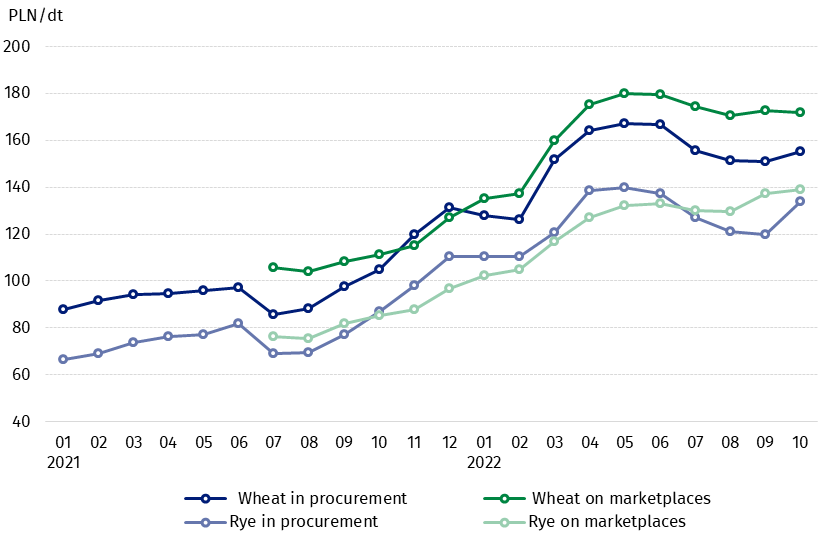 PLN/dt
200
180
160
140
120
100
80
60
40
01 02 03 04 05 06 07 08 09 10 11 12 01 02 03 04 05 06 07 08 09 10
2021 2022
Wheat in procurement Wheat on marketplaces
Rye in procurement Rye on marketplaces